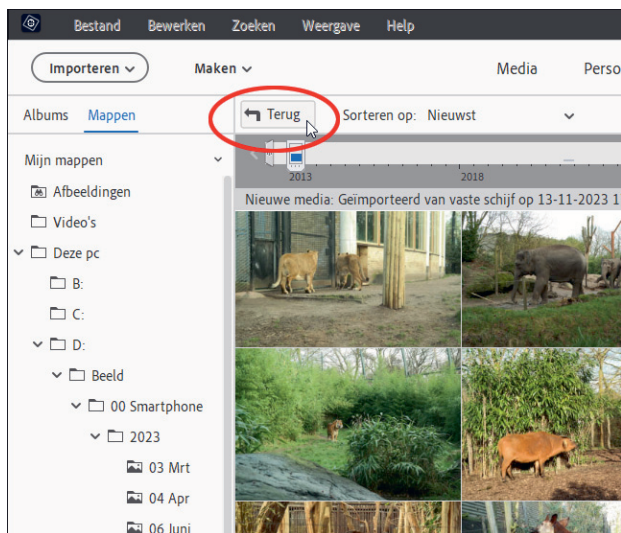 Bestand Bewerken Zoeken Weergave Help
Importeren Maken Media Perso
Albums Mappen Terug Sorteren op: Nieuwst
Mijn mappen
2013 2018
Afbeeldingen
Nieuwe media: Geïmporteerd van vaste schijf op 13-11-2023 1
Video's
Deze pc
B:
C:
D:
Beeld
00 Smartphone
2023
03 Mrt
04 Apr
06 Juni